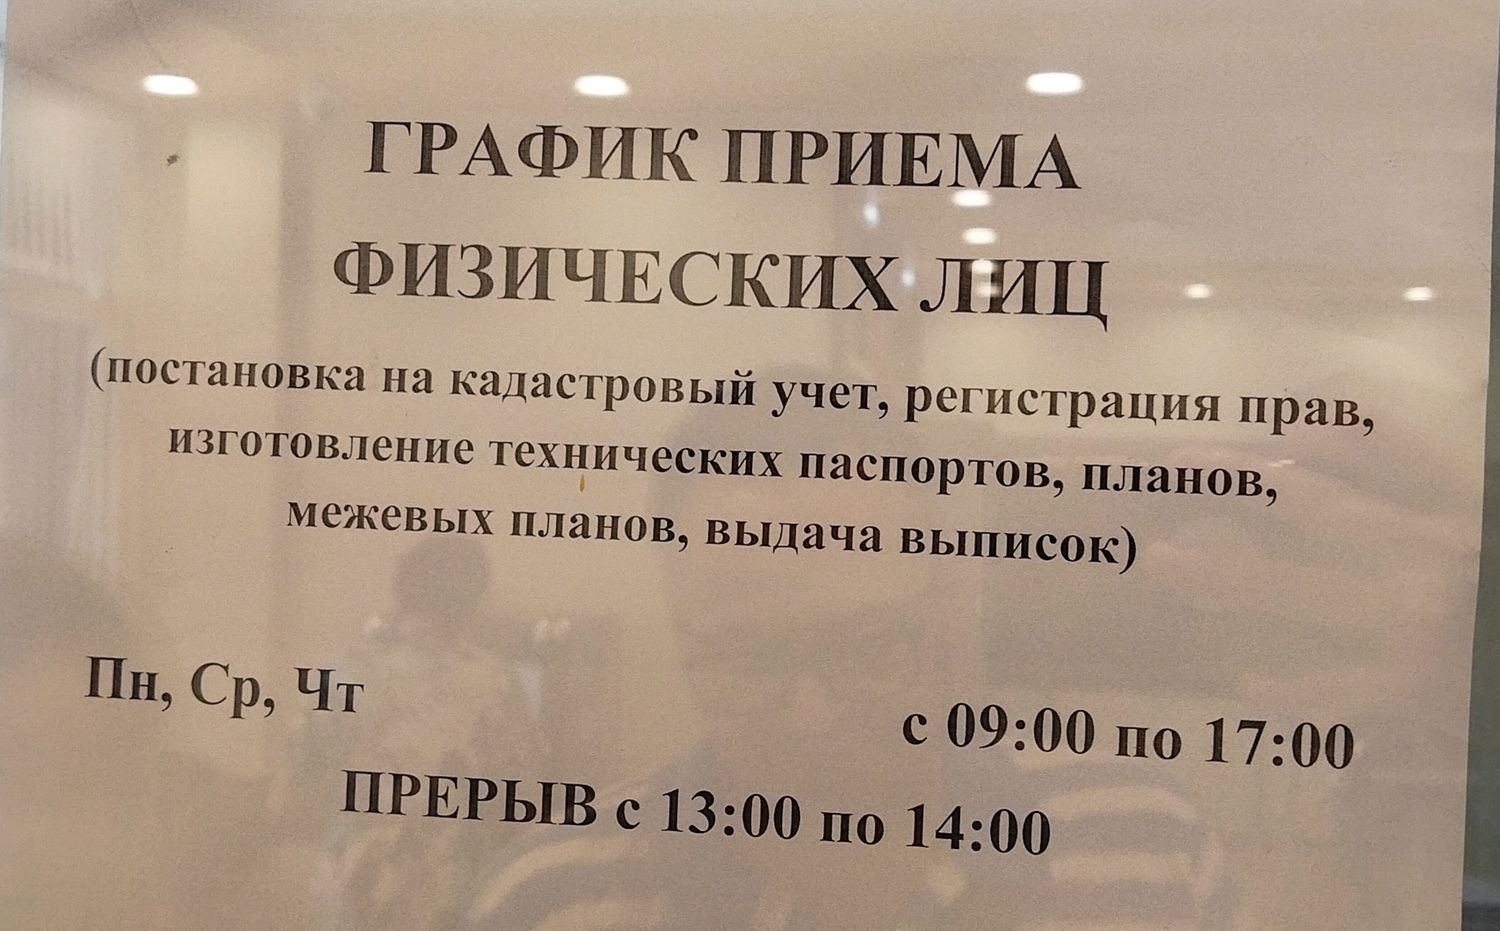 ГРАФИК ПРИЕМА
ФИЗИЧЕСКИХ ЛИЦ
(постановка на кадастровый учет, регистрация прав,
изготовление технических паспортов, планов,
межевых планов, выдача выписок)
Пн, Ср, Чт с 09:00 по 17:00
ПРЕРЫВ с 13:00 по 14:00